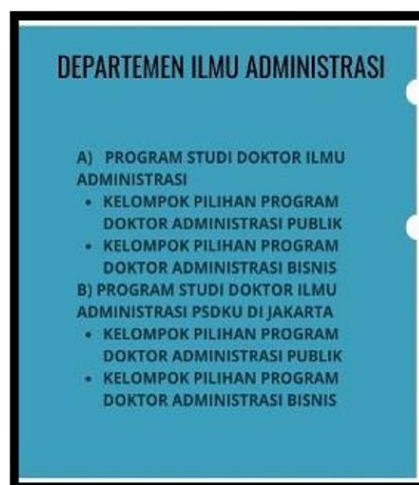 DEPARTEMEN ILMU ADMINISTRASI
A) PROGRAM STUDI DOKTOR ILMU
ADMINISTRASI
• KELOMPOK PILIHAN PROGRAM
DOKTOR ADMINISTRASI PUBLIK
• KELOMPOK PILIHAN PROGRAM
DOKTOR ADMINISTRASI BISNIS
B) PROGRAM STUDI DOKTOR ILMU
ADMINISTRASI PSDKU DI JAKARTA
• KELOMPOK PILIHAN PROGRAM
DOKTOR ADMINISTRASI PUBLIK
• KELOMPOK PILIHAN PROGRAM
DOKTOR ADMINISTRASI BISNIS